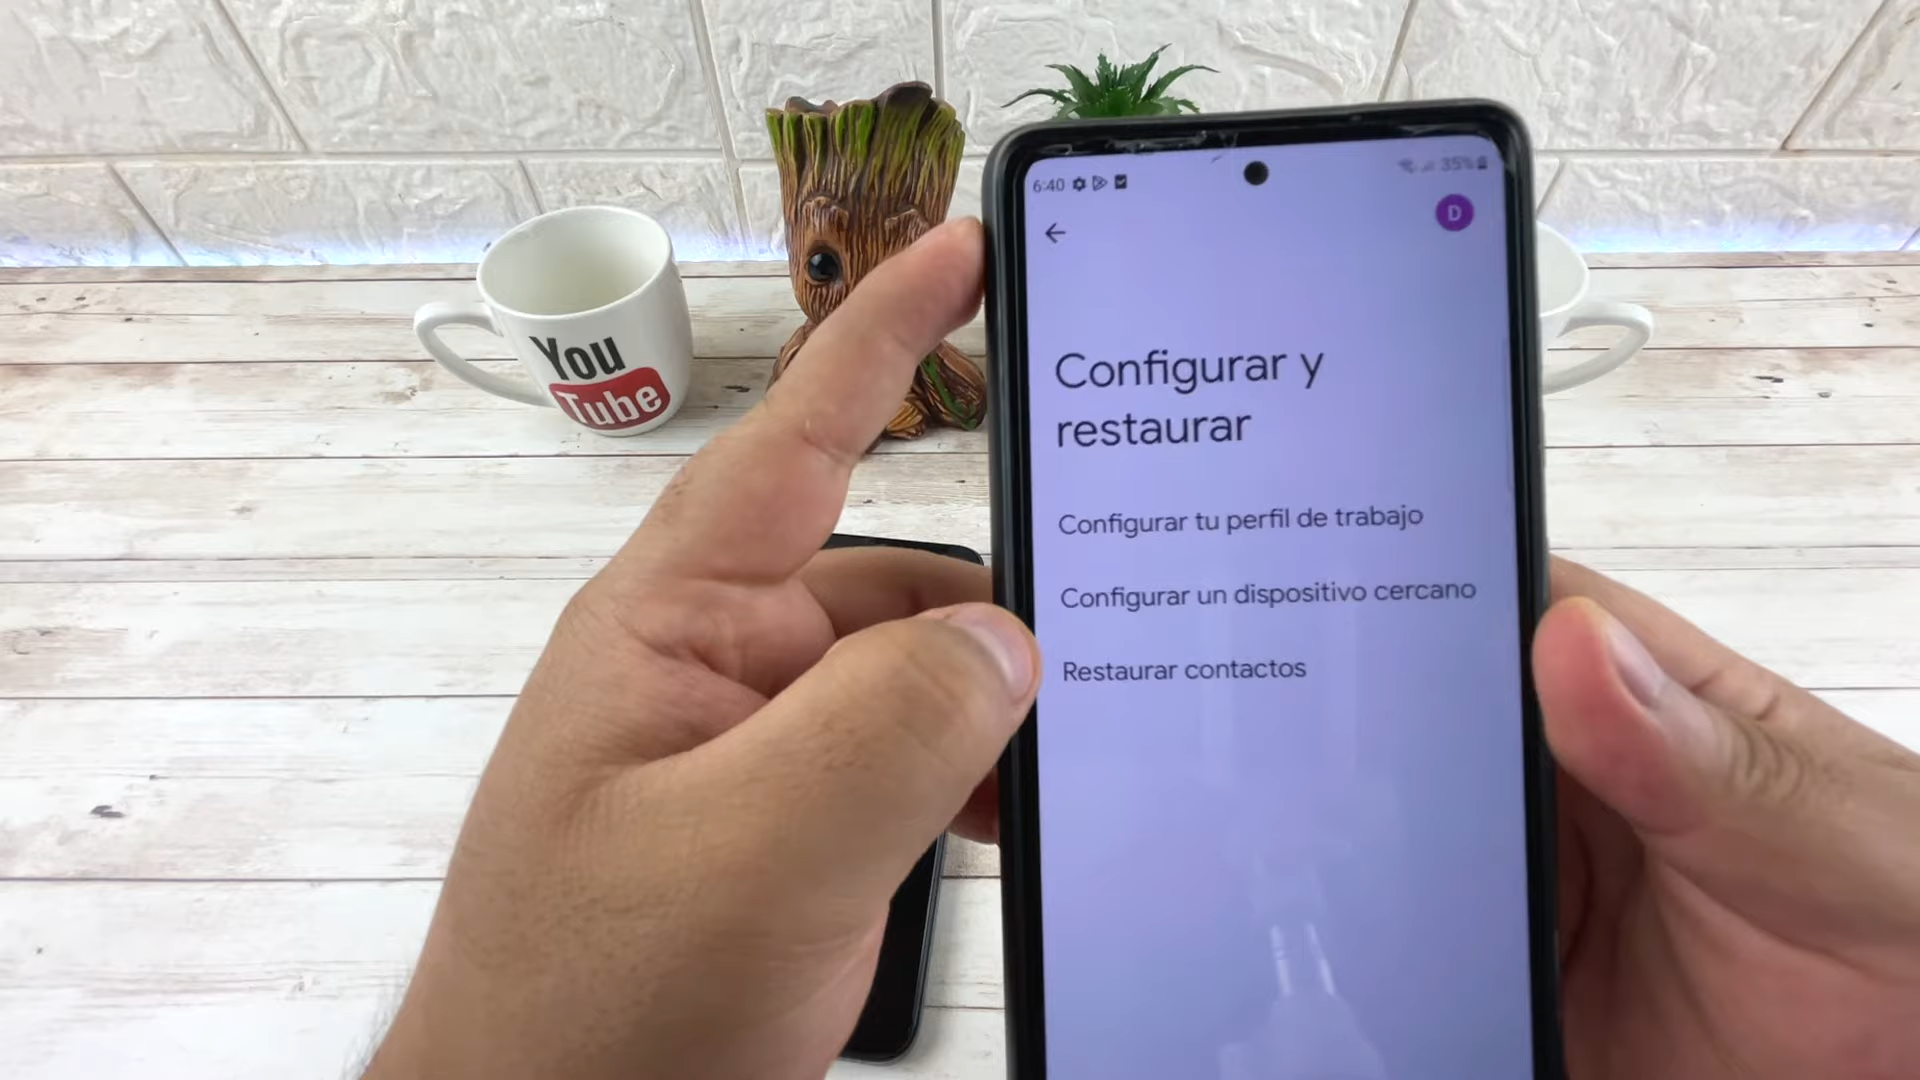 You
Tube
6:40
35%
D
Configurar y
restaurar
Configurar tu perfil de trabajo
Configurar un dispositivo cercano
Restaurar contactos